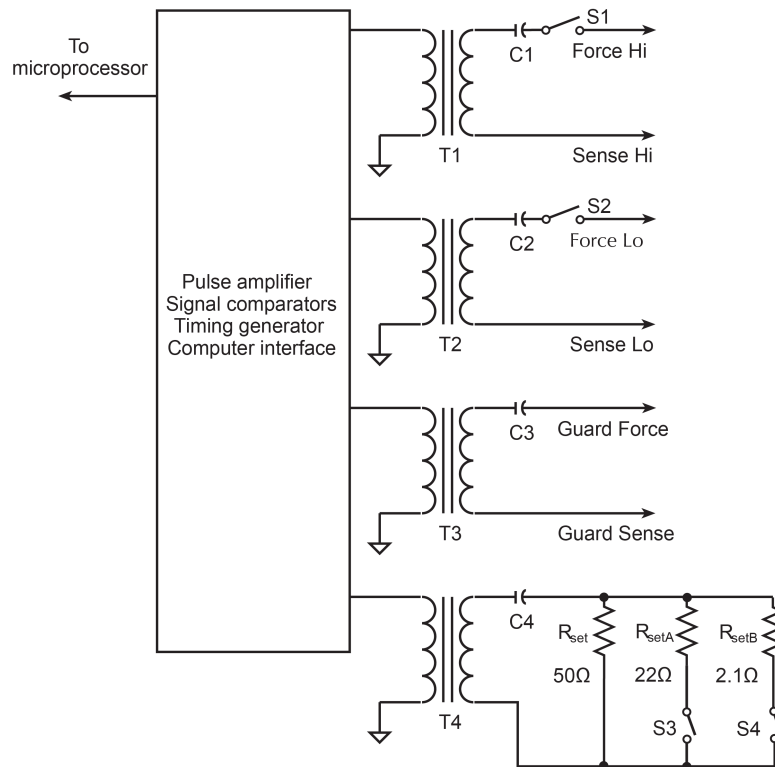 To
microprocessor
Pulse amplifier
Signal comparators
Timing generator
Computer interface
C1
S1
Force Hi
T1
Sense Hi
C2
S2
Force Lo
T2
Sense Lo
C3
Guard Force
T3
Guard Sense
C4
T4
Rset
50Ω
RsetA
22Ω
S3
RsetB
2.1Ω
S4